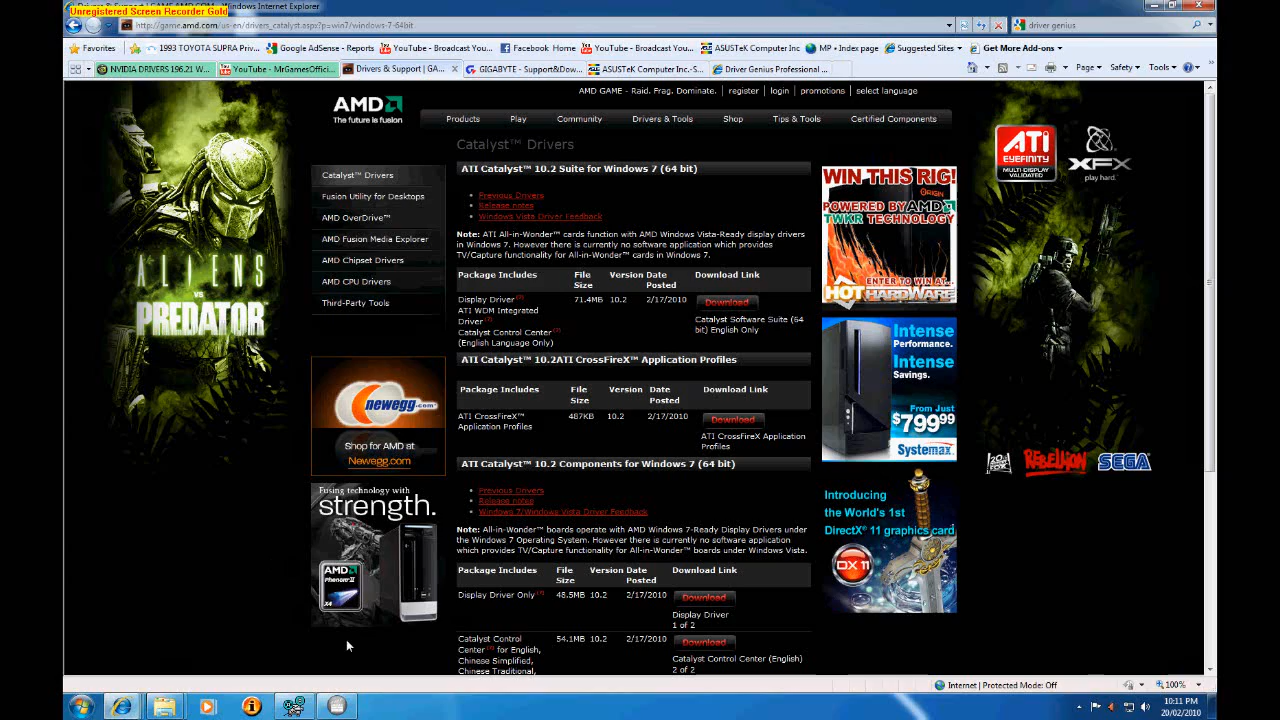 Unregistered Screen Recorder Gold
Windows Internet Explorer
http://game.amd.com/us-en/drivers_catalyst.aspx?p=win7/windows-7-64bit
driver genius
Favorites
1993 TOYOTA SUPRA Priv...
Google AdSense - Reports
YouTube - Broadcast You...
Facebook Home
YouTube - Broadcast You...
ASUSTeK Computer Inc
MP • Index page
Suggested Sites
Get More Add-ons
NVIDIA DRIVERS 196.21 W...
YouTube - MrGamesOffici...
Drivers & Support | GA...
GIGABYTE - Support&Dow...
ASUSTeK Computer Inc.-S...
Driver Genius Professional ...
Page
Safety
Tools
AMD GAME - Raid. Frag. Dominate.
register
login
promotions
select language
AMD
The future is fusion
Products
Play
Community
Drivers & Tools
Shop
Tips & Tools
Certified Components
Catalyst™ Drivers
Catalyst™ Drivers
Fusion Utility for Desktops
AMD OverDrive™
AMD Fusion Media Explorer
AMD Chipset Drivers
AMD CPU Drivers
Third-Party Tools
ATI Catalyst™ 10.2 Suite for Windows 7 (64 bit)
Previous Drivers
Release notes
Windows Vista Driver Feedback
Note: ATI All-in-Wonder™ cards function with AMD Windows Vista-Ready display drivers
in Windows 7. However there is currently no software application which provides
TV/Capture functionality for All-in-Wonder™ cards in Windows 7.
Package Includes File Size Version Date Posted Download Link
Display Driver 71.4MB 10.2 2/17/2010 Download
ATI WDM Integrated
Driver
Catalyst Control Center
(English Language Only)
Catalyst Software Suite (64
bit) English Only
ATI Catalyst™ 10.2ATI CrossFireX™ Application Profiles
Package Includes File Size Version Date Posted Download Link
ATI CrossFireX™ 487KB 10.2 2/17/2010 Download
Application Profiles
ATI CrossFireX Application
Profiles
ATI Catalyst™ 10.2 Components for Windows 7 (64 bit)
Previous Drivers
Release notes
Windows 7/Windows Vista Driver Feedback
Note: All-in-Wonder™ boards operate with AMD Windows 7-Ready Display Drivers under
the Windows 7 Operating System. However there is currently no software application
which provides TV/Capture functionality for All-in-Wonder™ boards under Windows Vista.
Package Includes File Size Version Date Posted Download Link
Display Driver Only 48.5MB 10.2 2/17/2010 Download
Display Driver
1 of 2
Catalyst Control 54.1MB 10.2 2/17/2010 Download
Center for English,
Chinese Simplified,
Chinese Traditional,
Catalyst Control Center (English)
2 of 2
ALIENS
VS
PREDATOR
newegg.com
Shop for AMD at
Newegg.com
Fusing technology with
strength.
AMD
Phenom II
X4
WIN THIS RIG!
ORIGIN
POWERED BY AMD
TWKR TECHNOLOGY
ENTER TO WIN AT
HOT HARDWARE
Intense
Performance.
Intense
Savings.
From Just
$799.99
Systemax
Introducing
the World's 1st
DirectX 11 graphics card
DX 11
ATI
EYEFINITY
MULTI DISPLAY
VALIDATED
XFX
play hard.
REBELLION
SEGA
Internet | Protected Mode: Off
100%
10:11 PM
20/02/2010